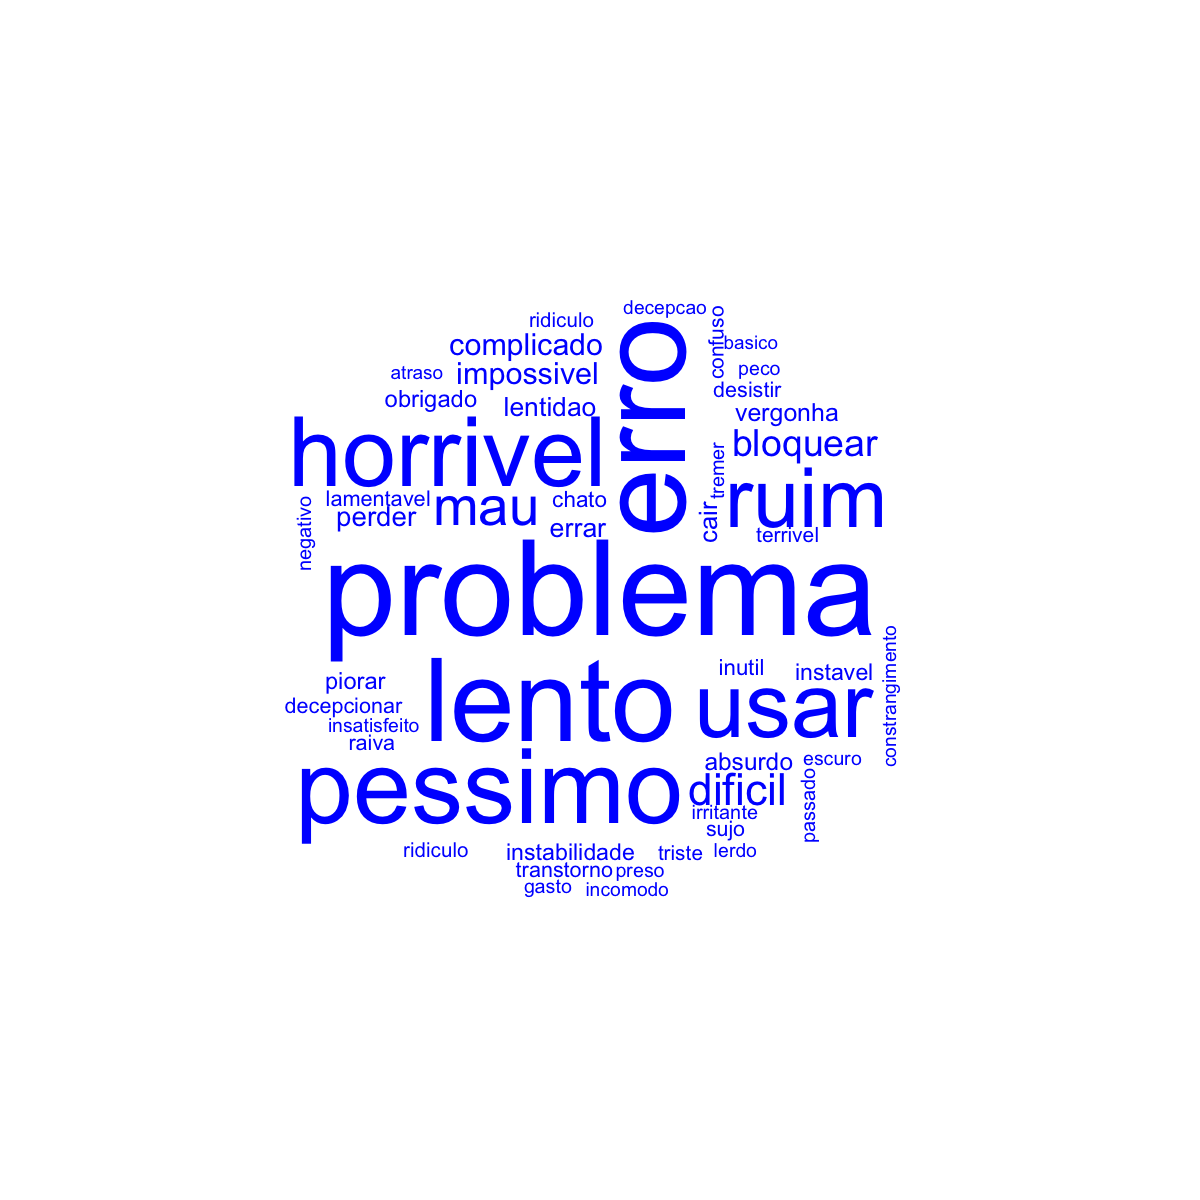 decepcao
ridiculo
confuso
erro
complicado
basico
atraso
impossivel
peco
desistir
obrigado
lentidao
vergonha
horrivel
bloquear
tremer
lamentavel
mau
chato
cair
ruim
negativo
perder
errar
terrivel
problema
constrangimento
inutil
instavel
piorar
lento
usar
decepcionar
insatisfeito
raiva
absurdo
escuro
pessimo
dificil
passado
irritante
sujo
ridiculo
instabilidade
triste
lerdo
transtorno
preso
gasto
incomodo